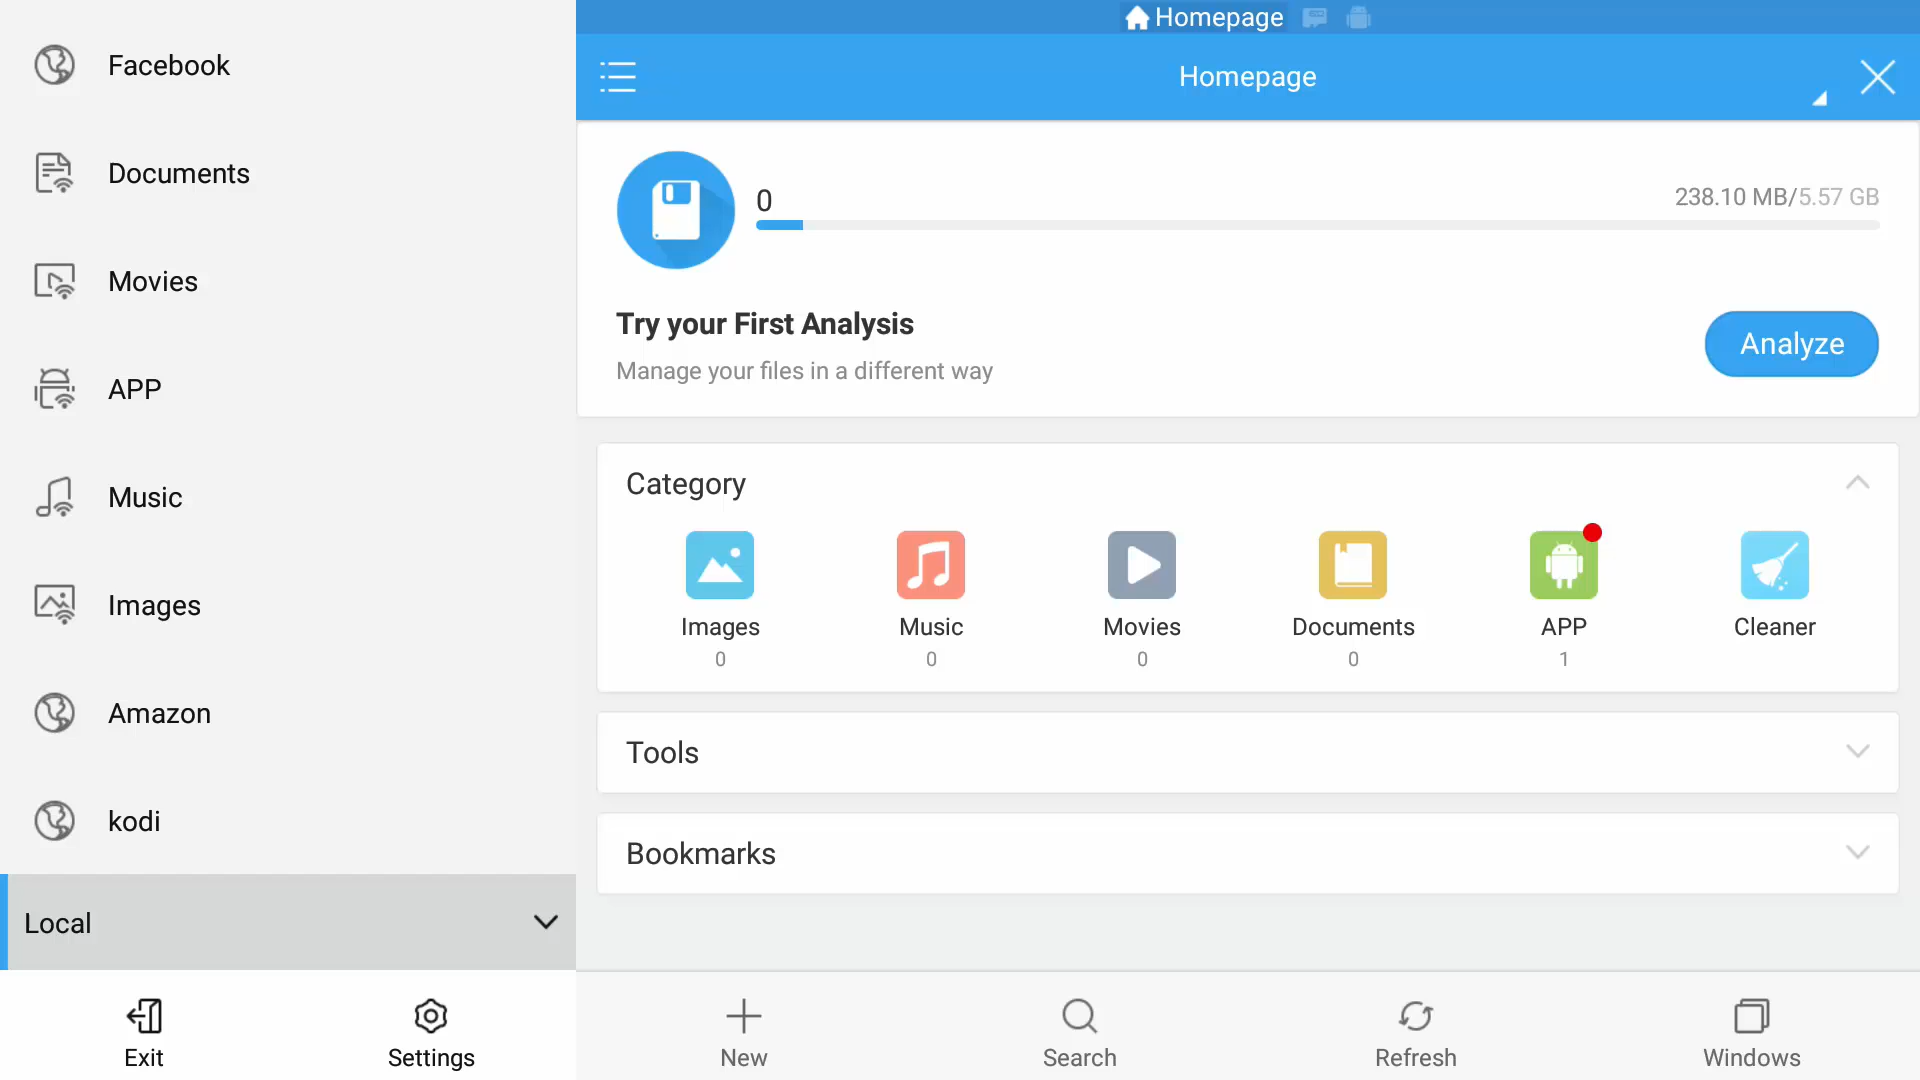 Facebook
Documents
Movies
APP
Music
Images
Amazon
kodi
Local
Exit
Settings
Homepage
Homepage
0
238.10 MB/5.57 GB
Try your First Analysis
Manage your files in a different way
Analyze
Category
Images
Music
Movies
Documents
APP
Cleaner
0
0
0
0
1
Tools
Bookmarks
New
Search
Refresh
Windows